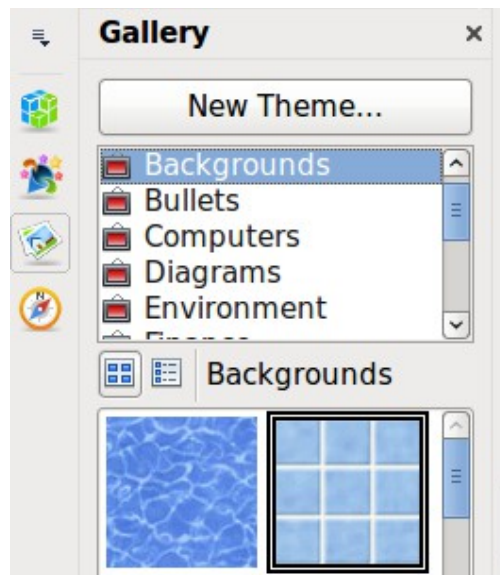 Gallery
New Theme...
Backgrounds
Bullets
Computers
Diagrams
Environment
Backgrounds